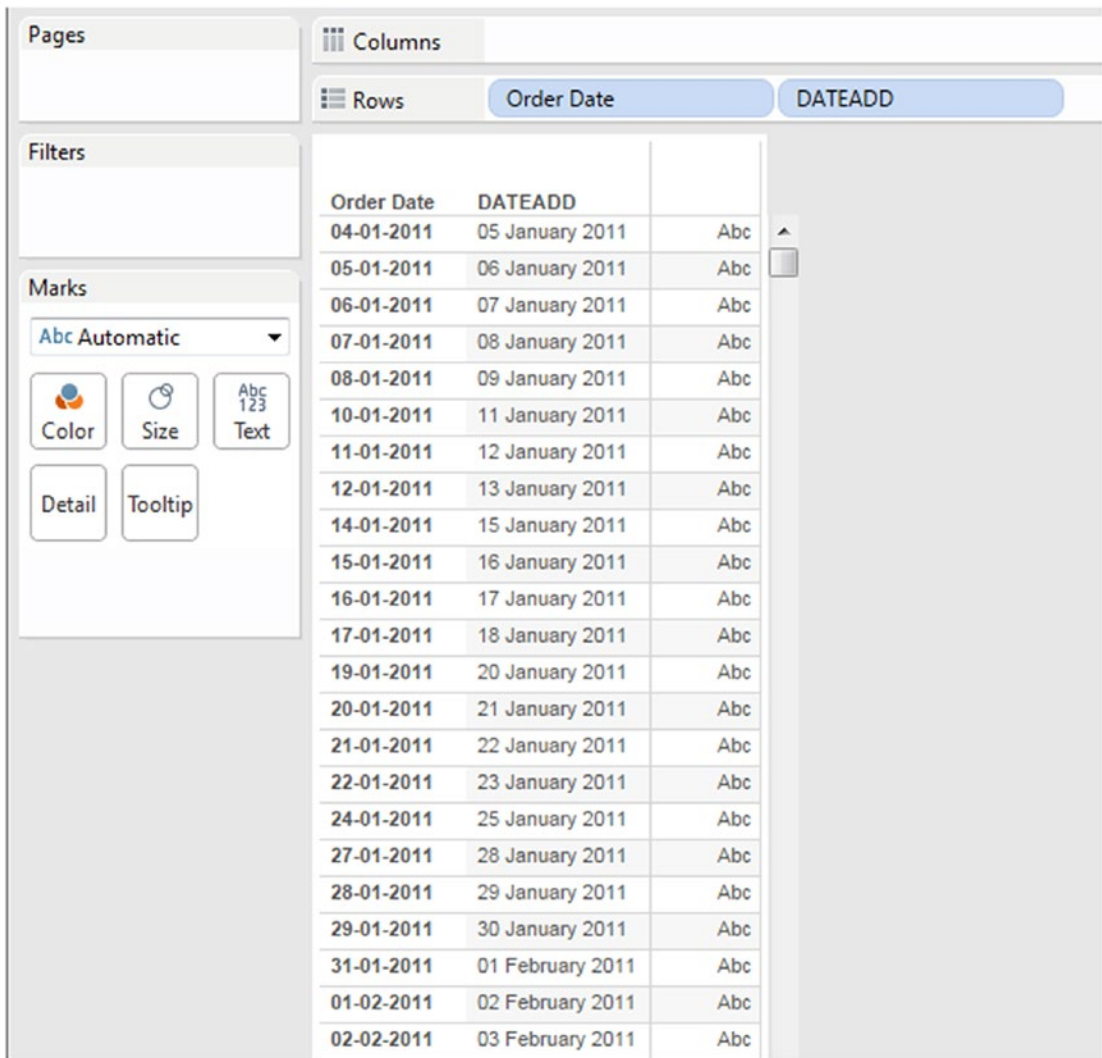 Pages
Columns
Rows Order Date DATEADD
Filters
Marks
Abc Automatic
Abc
123
Color Size Text
Detail Tooltip
Order Date DATEADD
04-01-2011 05 January 2011 Abc
05-01-2011 06 January 2011 Abc
06-01-2011 07 January 2011 Abc
07-01-2011 08 January 2011 Abc
08-01-2011 09 January 2011 Abc
10-01-2011 11 January 2011 Abc
11-01-2011 12 January 2011 Abc
12-01-2011 13 January 2011 Abc
14-01-2011 15 January 2011 Abc
15-01-2011 16 January 2011 Abc
16-01-2011 17 January 2011 Abc
17-01-2011 18 January 2011 Abc
19-01-2011 20 January 2011 Abc
20-01-2011 21 January 2011 Abc
21-01-2011 22 January 2011 Abc
22-01-2011 23 January 2011 Abc
24-01-2011 25 January 2011 Abc
27-01-2011 28 January 2011 Abc
28-01-2011 29 January 2011 Abc
29-01-2011 30 January 2011 Abc
31-01-2011 01 February 2011 Abc
01-02-2011 02 February 2011 Abc
02-02-2011 03 February 2011 Abc